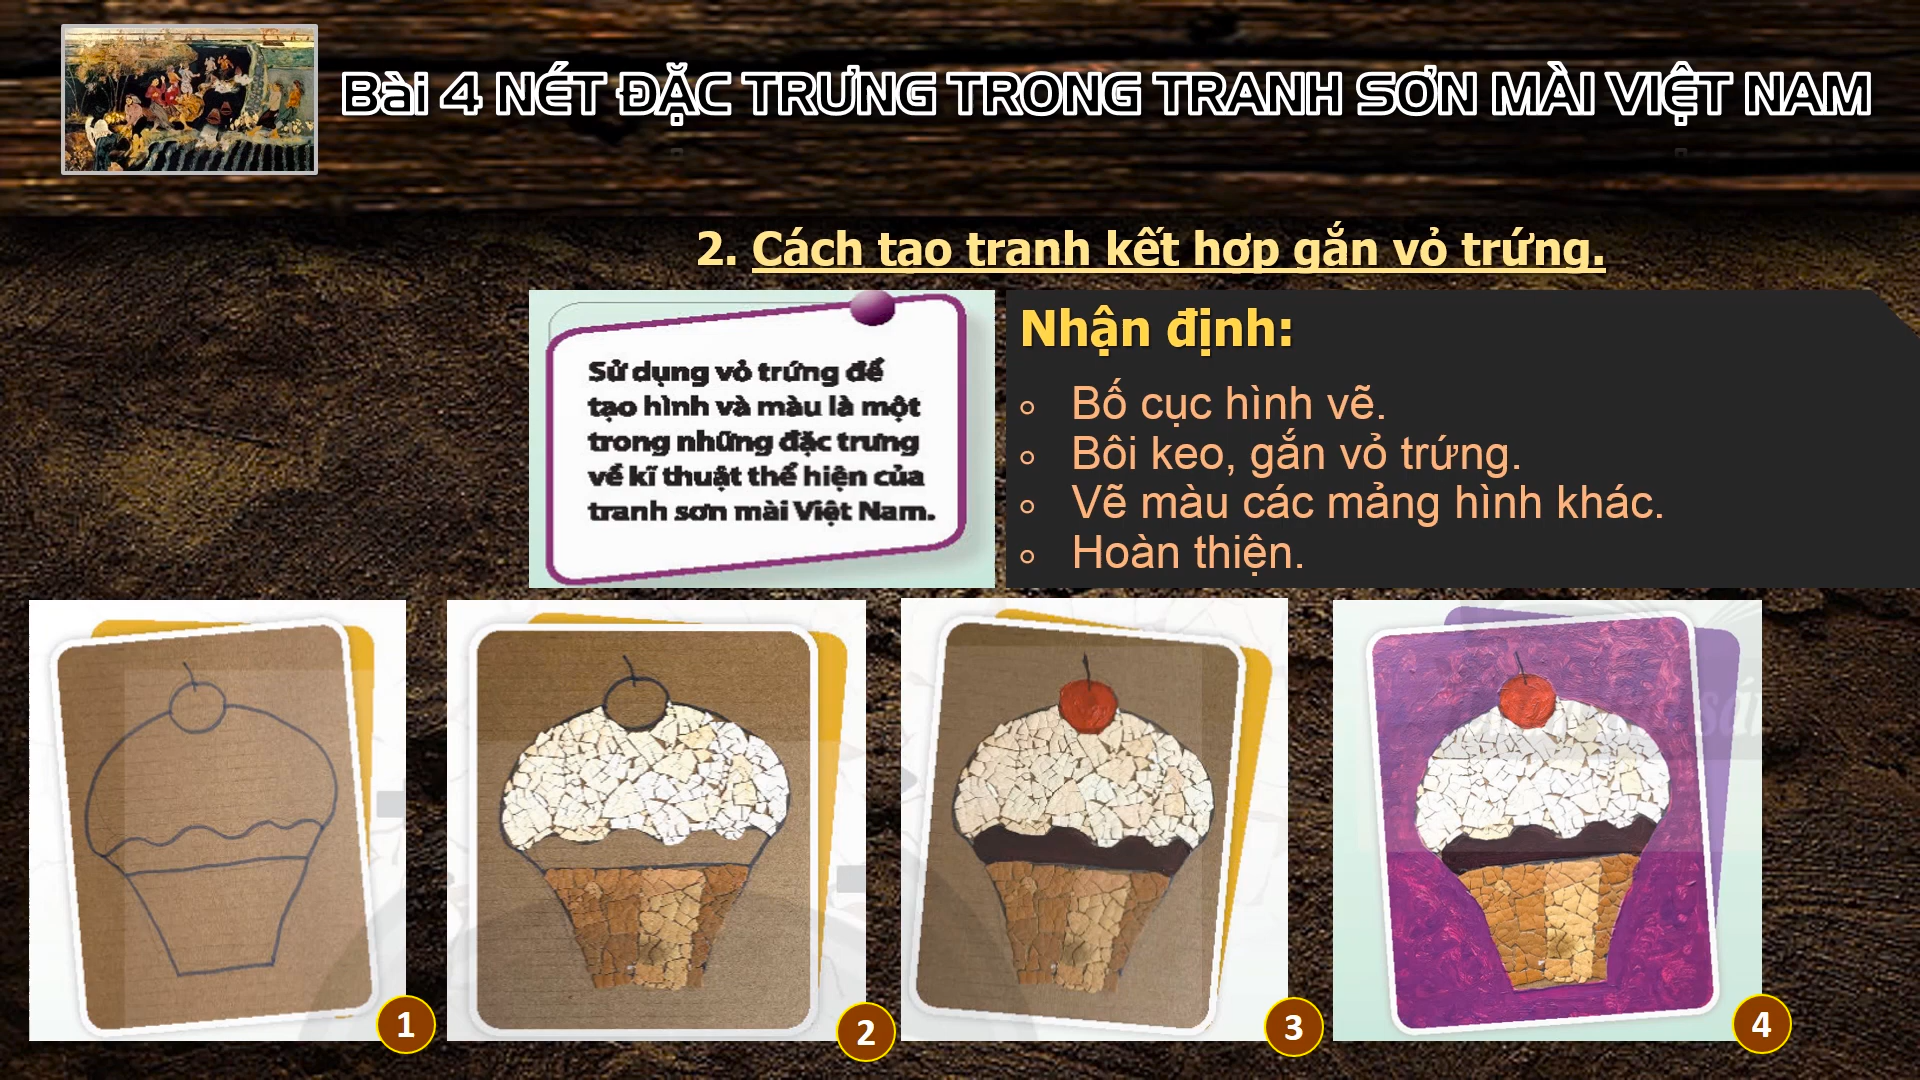 Bài 4 NÉT ĐẶC TRƯNG TRONG TRANH SƠN MÀI VIỆT NAM
2. Cách tạo tranh kết hợp gắn vỏ trứng.
Sử dụng vỏ trứng để
tạo hình và màu là một
trong những đặc trưng
về kĩ thuật thể hiện của
tranh sơn mài Việt Nam.
Nhận định:
Bố cục hình vẽ.
Bôi keo, gắn vỏ trứng.
Vẽ màu các mảng hình khác.
Hoàn thiện.
1
2
3
4